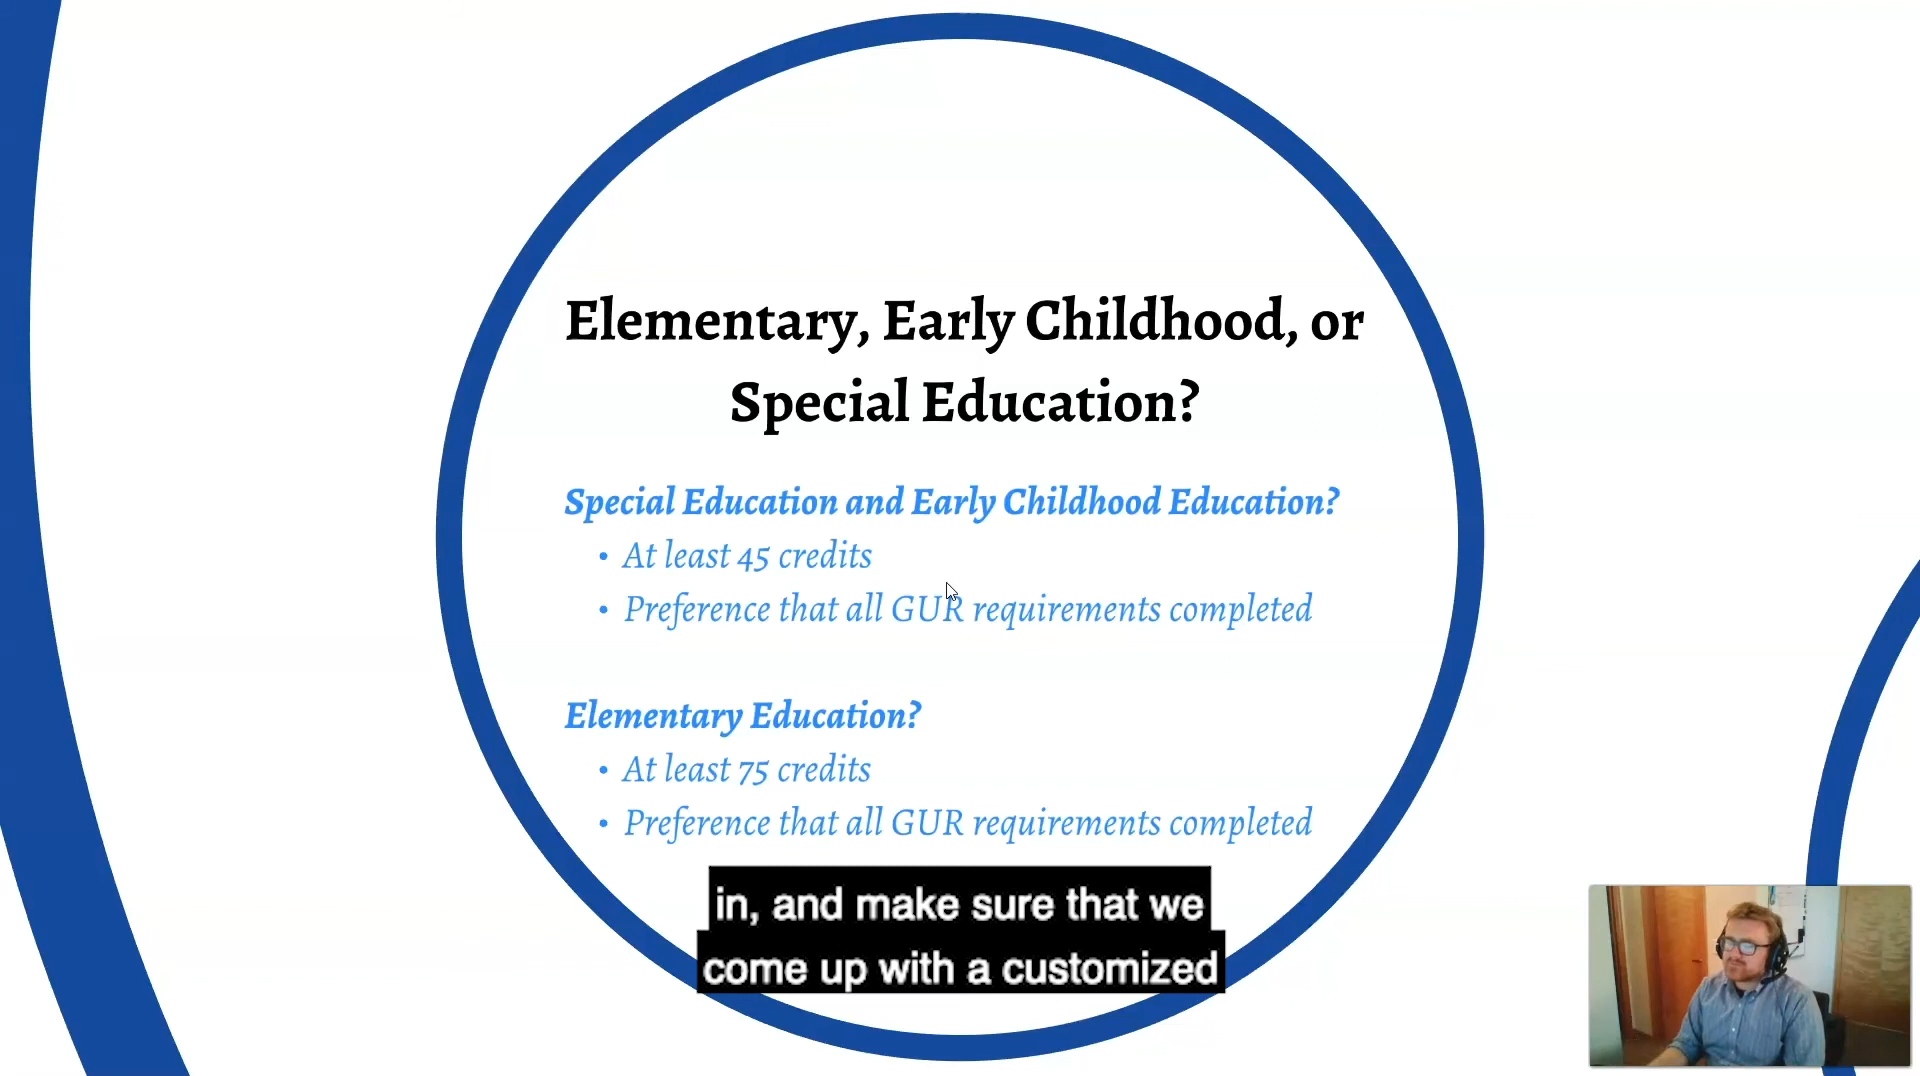 Elementary, Early Childhood, or
Special Education?
Special Education and Early Childhood Education?
• At least 45 credits
• Preference that all GUR requirements completed
Elementary Education?
• At least 75 credits
• Preference that all GUR requirements completed
in, and make sure that we
come up with a customized